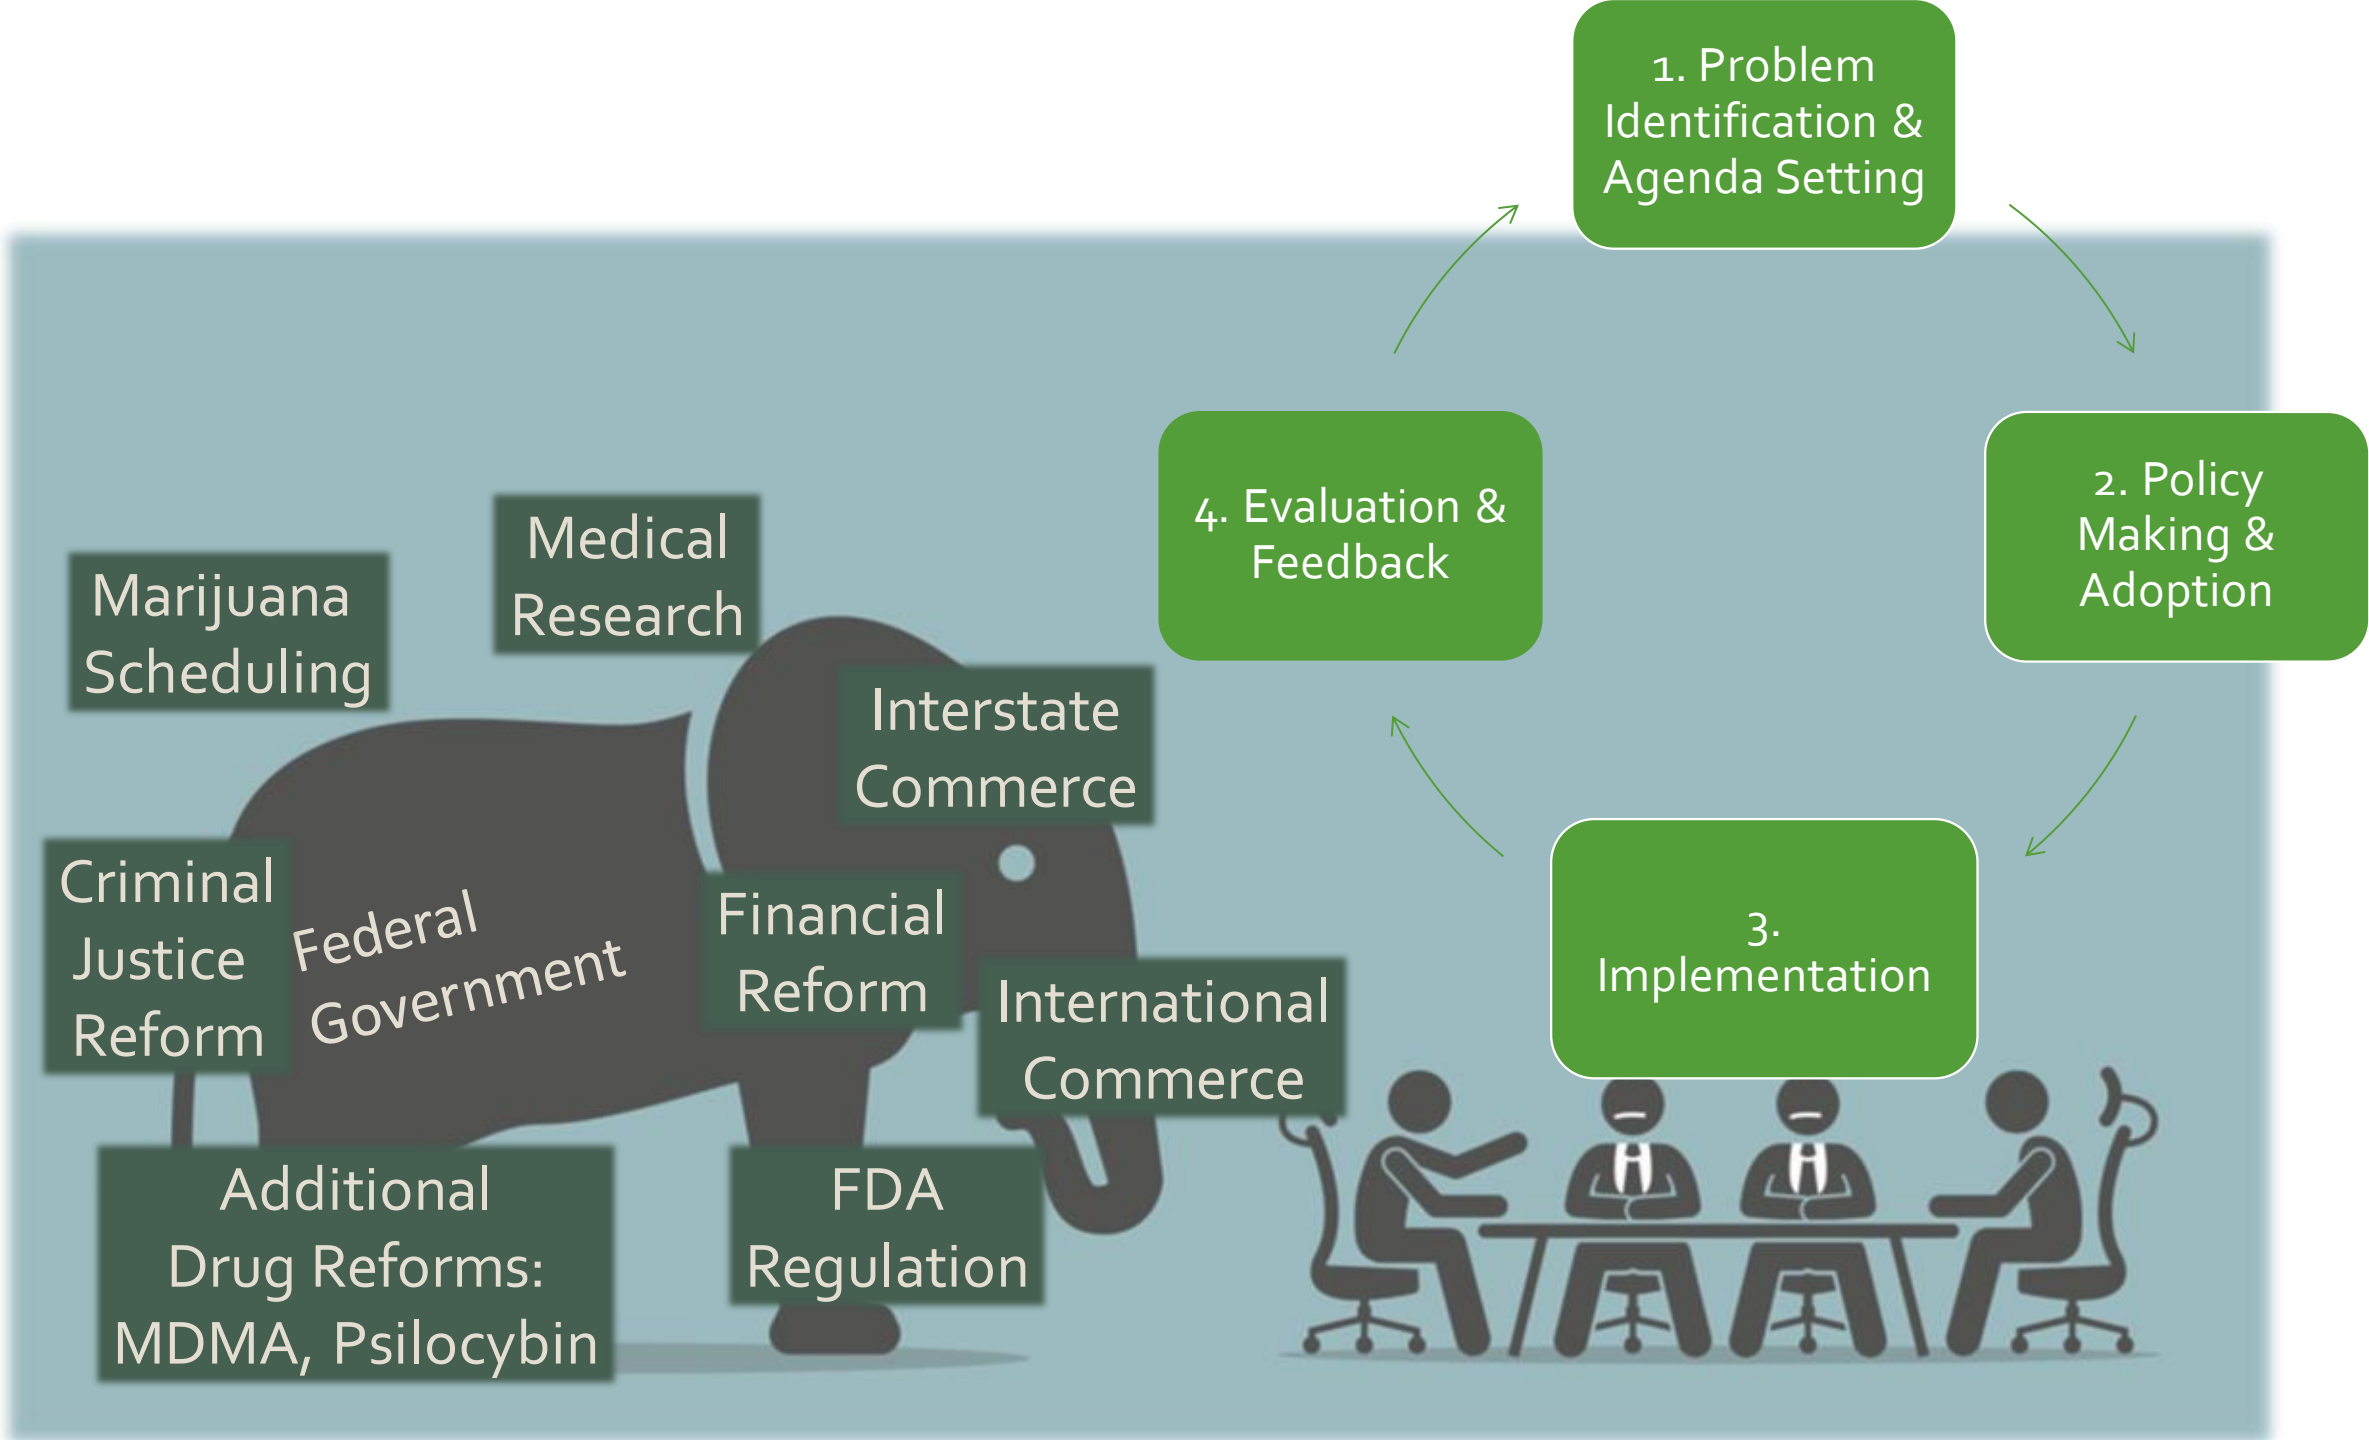 1. Problem
Identification &
Agenda Setting
2. Policy
Making &
Adoption
3.
Implementation
4. Evaluation &
Feedback
Marijuana
Scheduling
Medical
Research
Interstate
Commerce
Criminal
Justice
Reform
Federal
Government
Financial
Reform
International
Commerce
Additional
Drug Reforms:
MDMA, Psilocybin
FDA
Regulation